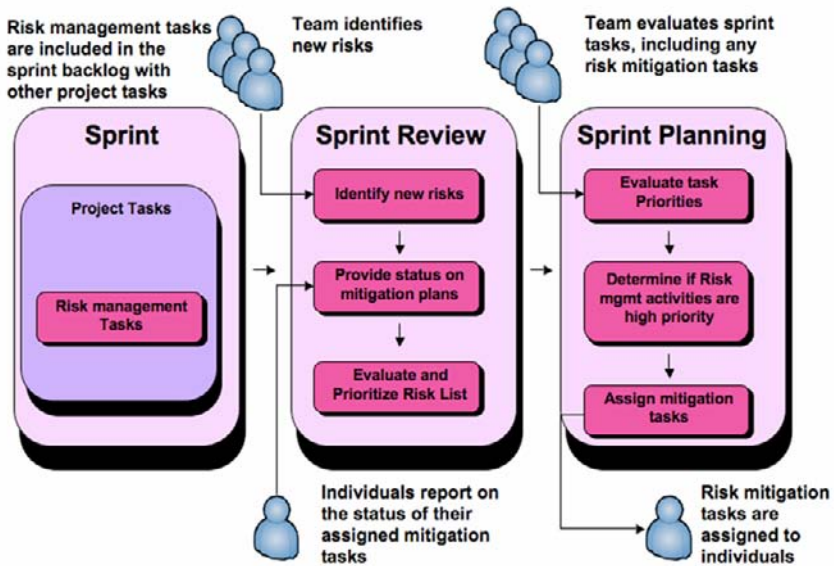 Risk management tasks
are included in the
sprint backlog with
other project tasks
Team identifies
new risks
Team evaluates sprint
tasks, including any
risk mitigation tasks
Sprint
Project Tasks
Risk management
Tasks
Sprint Review
Identify new risks
Provide status on
mitigation plans
Evaluate and
Prioritize Risk List
Sprint Planning
Evaluate task
Priorities
Determine if Risk
mgmt activities are
high priority
Assign mitigation
tasks
Individuals report on
the status of their
assigned mitigation
tasks
Risk mitigation
tasks are
assigned to
individuals